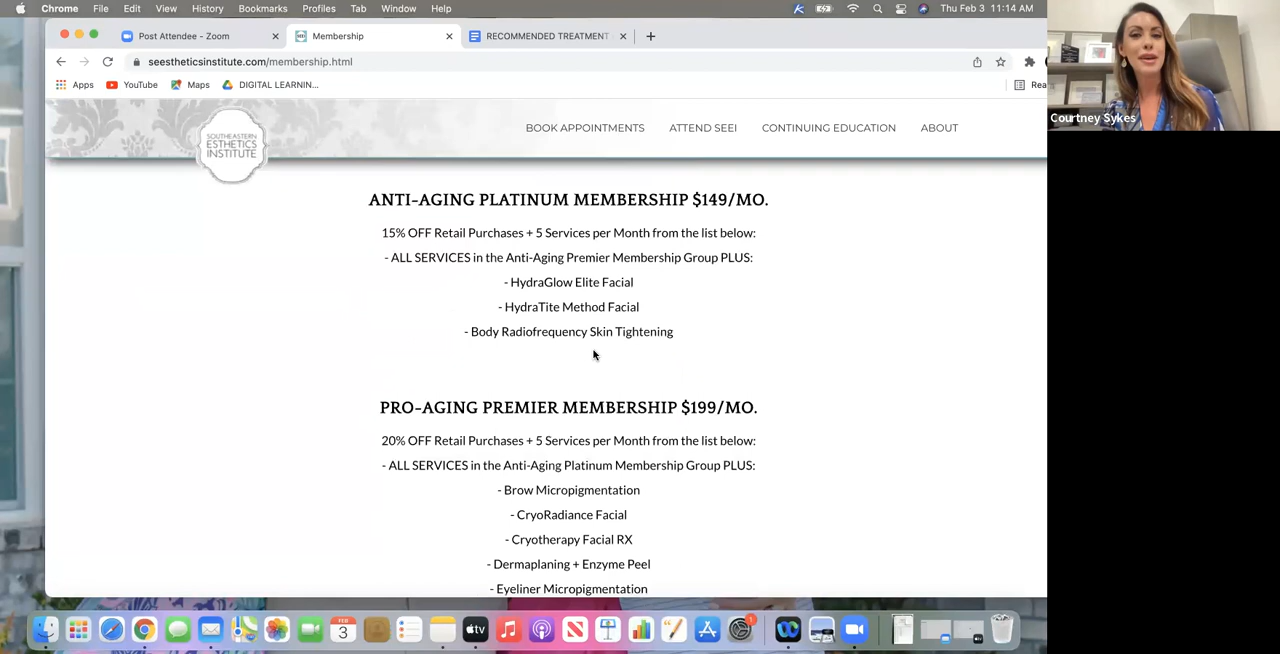 Chrome File Edit View History Bookmarks Profiles Tab Window Help Thu Feb 3 11:14 AM
Post Attendee - Zoom
Membership
RECOMMENDED TREATMENT
seestheticsinstitute.com/membership.html
Apps YouTube Maps DIGITAL LEARNIN... Rea
Courtney Sykes
SOUTHEASTERN
ESTHETICS
INSTITUTE
BOOK APPOINTMENTS ATTEND SEEI CONTINUING EDUCATION ABOUT
ANTI-AGING PLATINUM MEMBERSHIP $149/MO.
15% OFF Retail Purchases + 5 Services per Month from the list below:
- ALL SERVICES in the Anti-Aging Premier Membership Group PLUS:
- HydraGlow Elite Facial
- HydraTite Method Facial
- Body Radiofrequency Skin Tightening
PRO-AGING PREMIER MEMBERSHIP $199/MO.
20% OFF Retail Purchases + 5 Services per Month from the list below:
- ALL SERVICES in the Anti-Aging Platinum Membership Group PLUS:
- Brow Micropigmentation
- CryoRadiance Facial
- Cryotherapy Facial RX
- Dermaplaning + Enzyme Peel
- Eyeliner Micropigmentation
FEB
3
tv
1